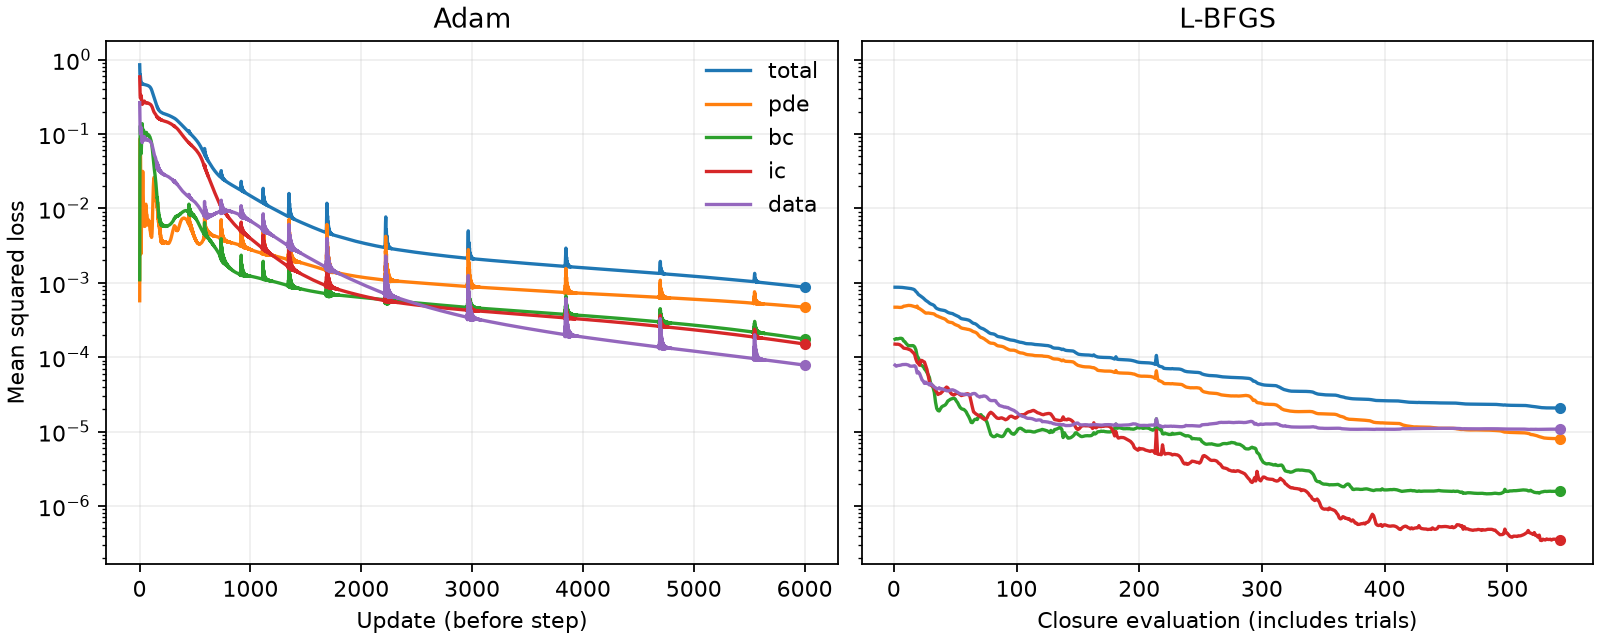 Adam
L-BFGS
Mean squared loss
10⁰
10⁻¹
10⁻²
10⁻³
10⁻⁴
10⁻⁵
10⁻⁶
total
pde
bc
ic
data
0 1000 2000 3000 4000 5000 6000
Update (before step)
0 100 200 300 400 500
Closure evaluation (includes trials)